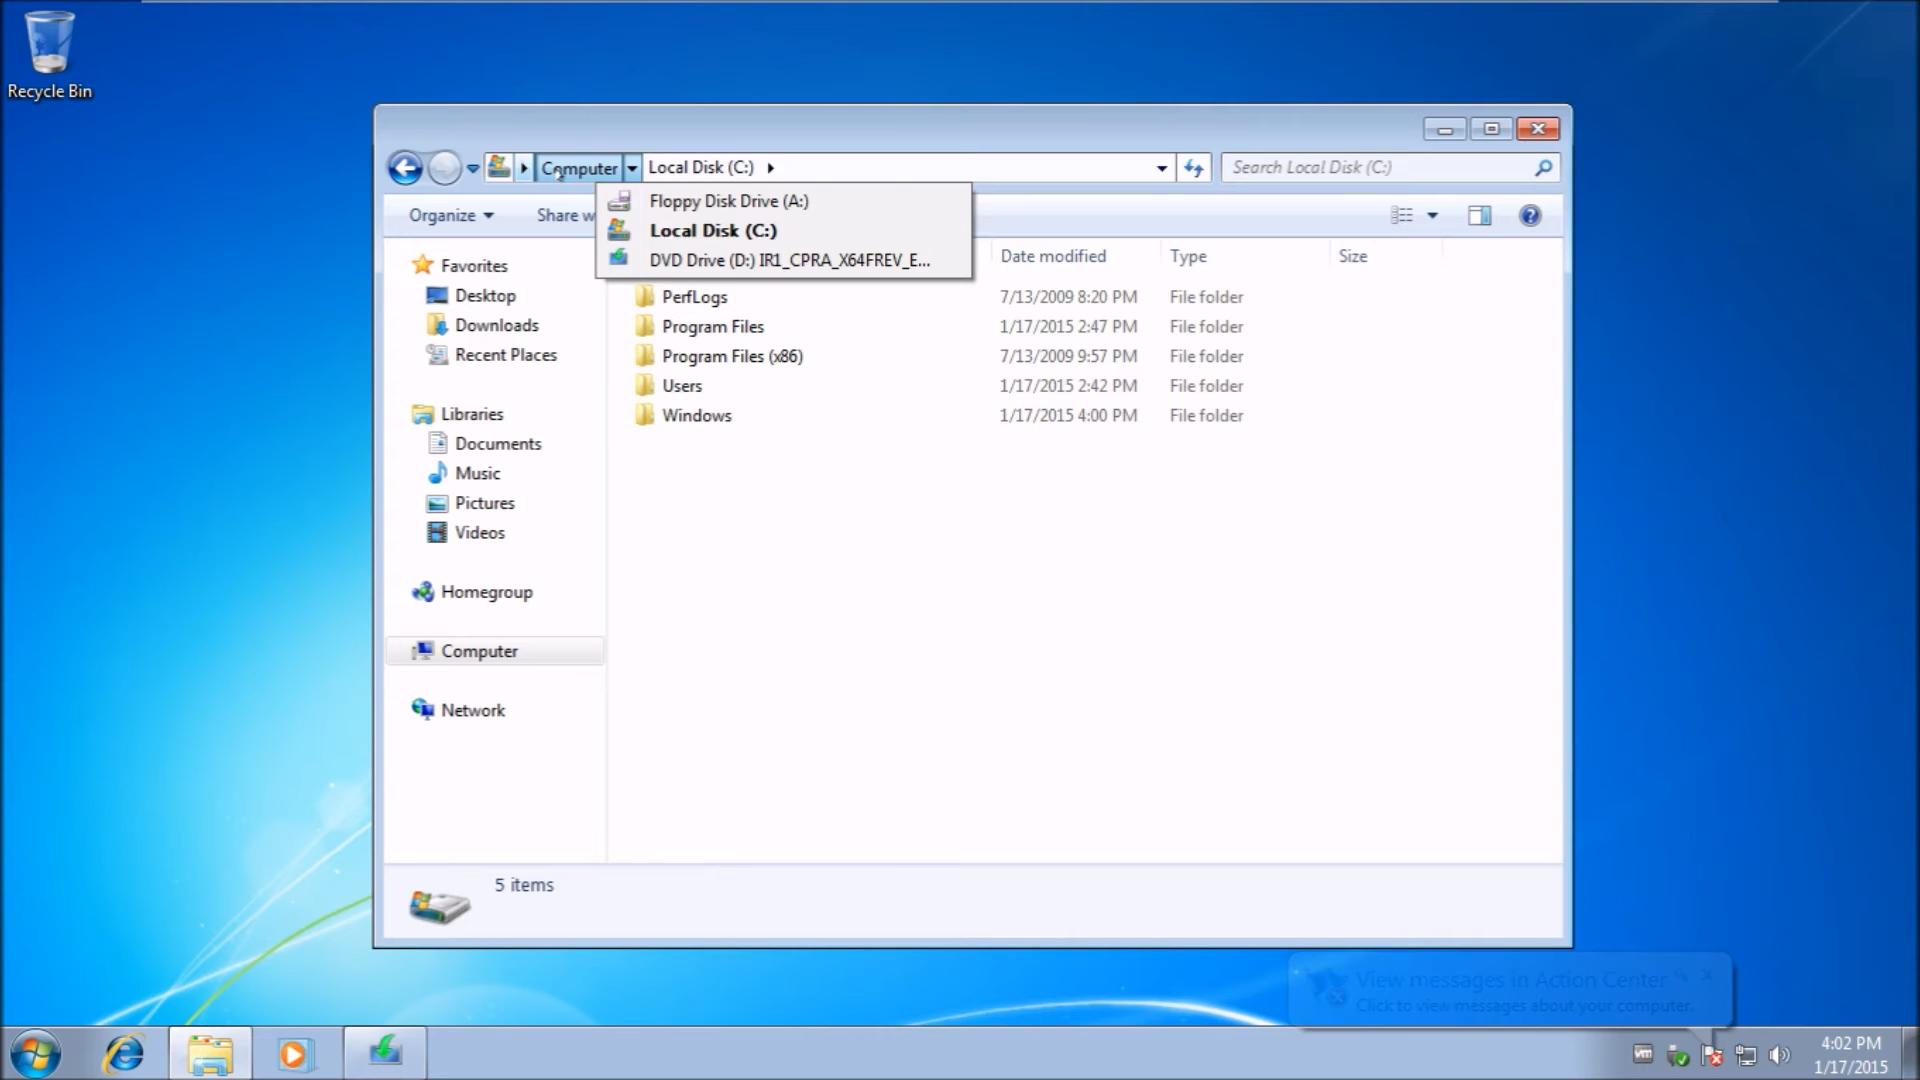 Recycle Bin
Computer
Local Disk (C:)
Search Local Disk (C:)
Organize
Share w
Floppy Disk Drive (A:)
Local Disk (C:)
DVD Drive (D:) IR1_CPRA_X64FREV_E...
Date modified
Type
Size
Favorites
Desktop
Downloads
Recent Places
Libraries
Documents
Music
Pictures
Videos
Homegroup
Computer
Network
PerfLogs 7/13/2009 8:20 PM File folder
Program Files 1/17/2015 2:47 PM File folder
Program Files (x86) 7/13/2009 9:57 PM File folder
Users 1/17/2015 2:42 PM File folder
Windows 1/17/2015 4:00 PM File folder
5 items
View messages in Action Center
Click to view messages about your computer.
vm
4:02 PM
1/17/2015